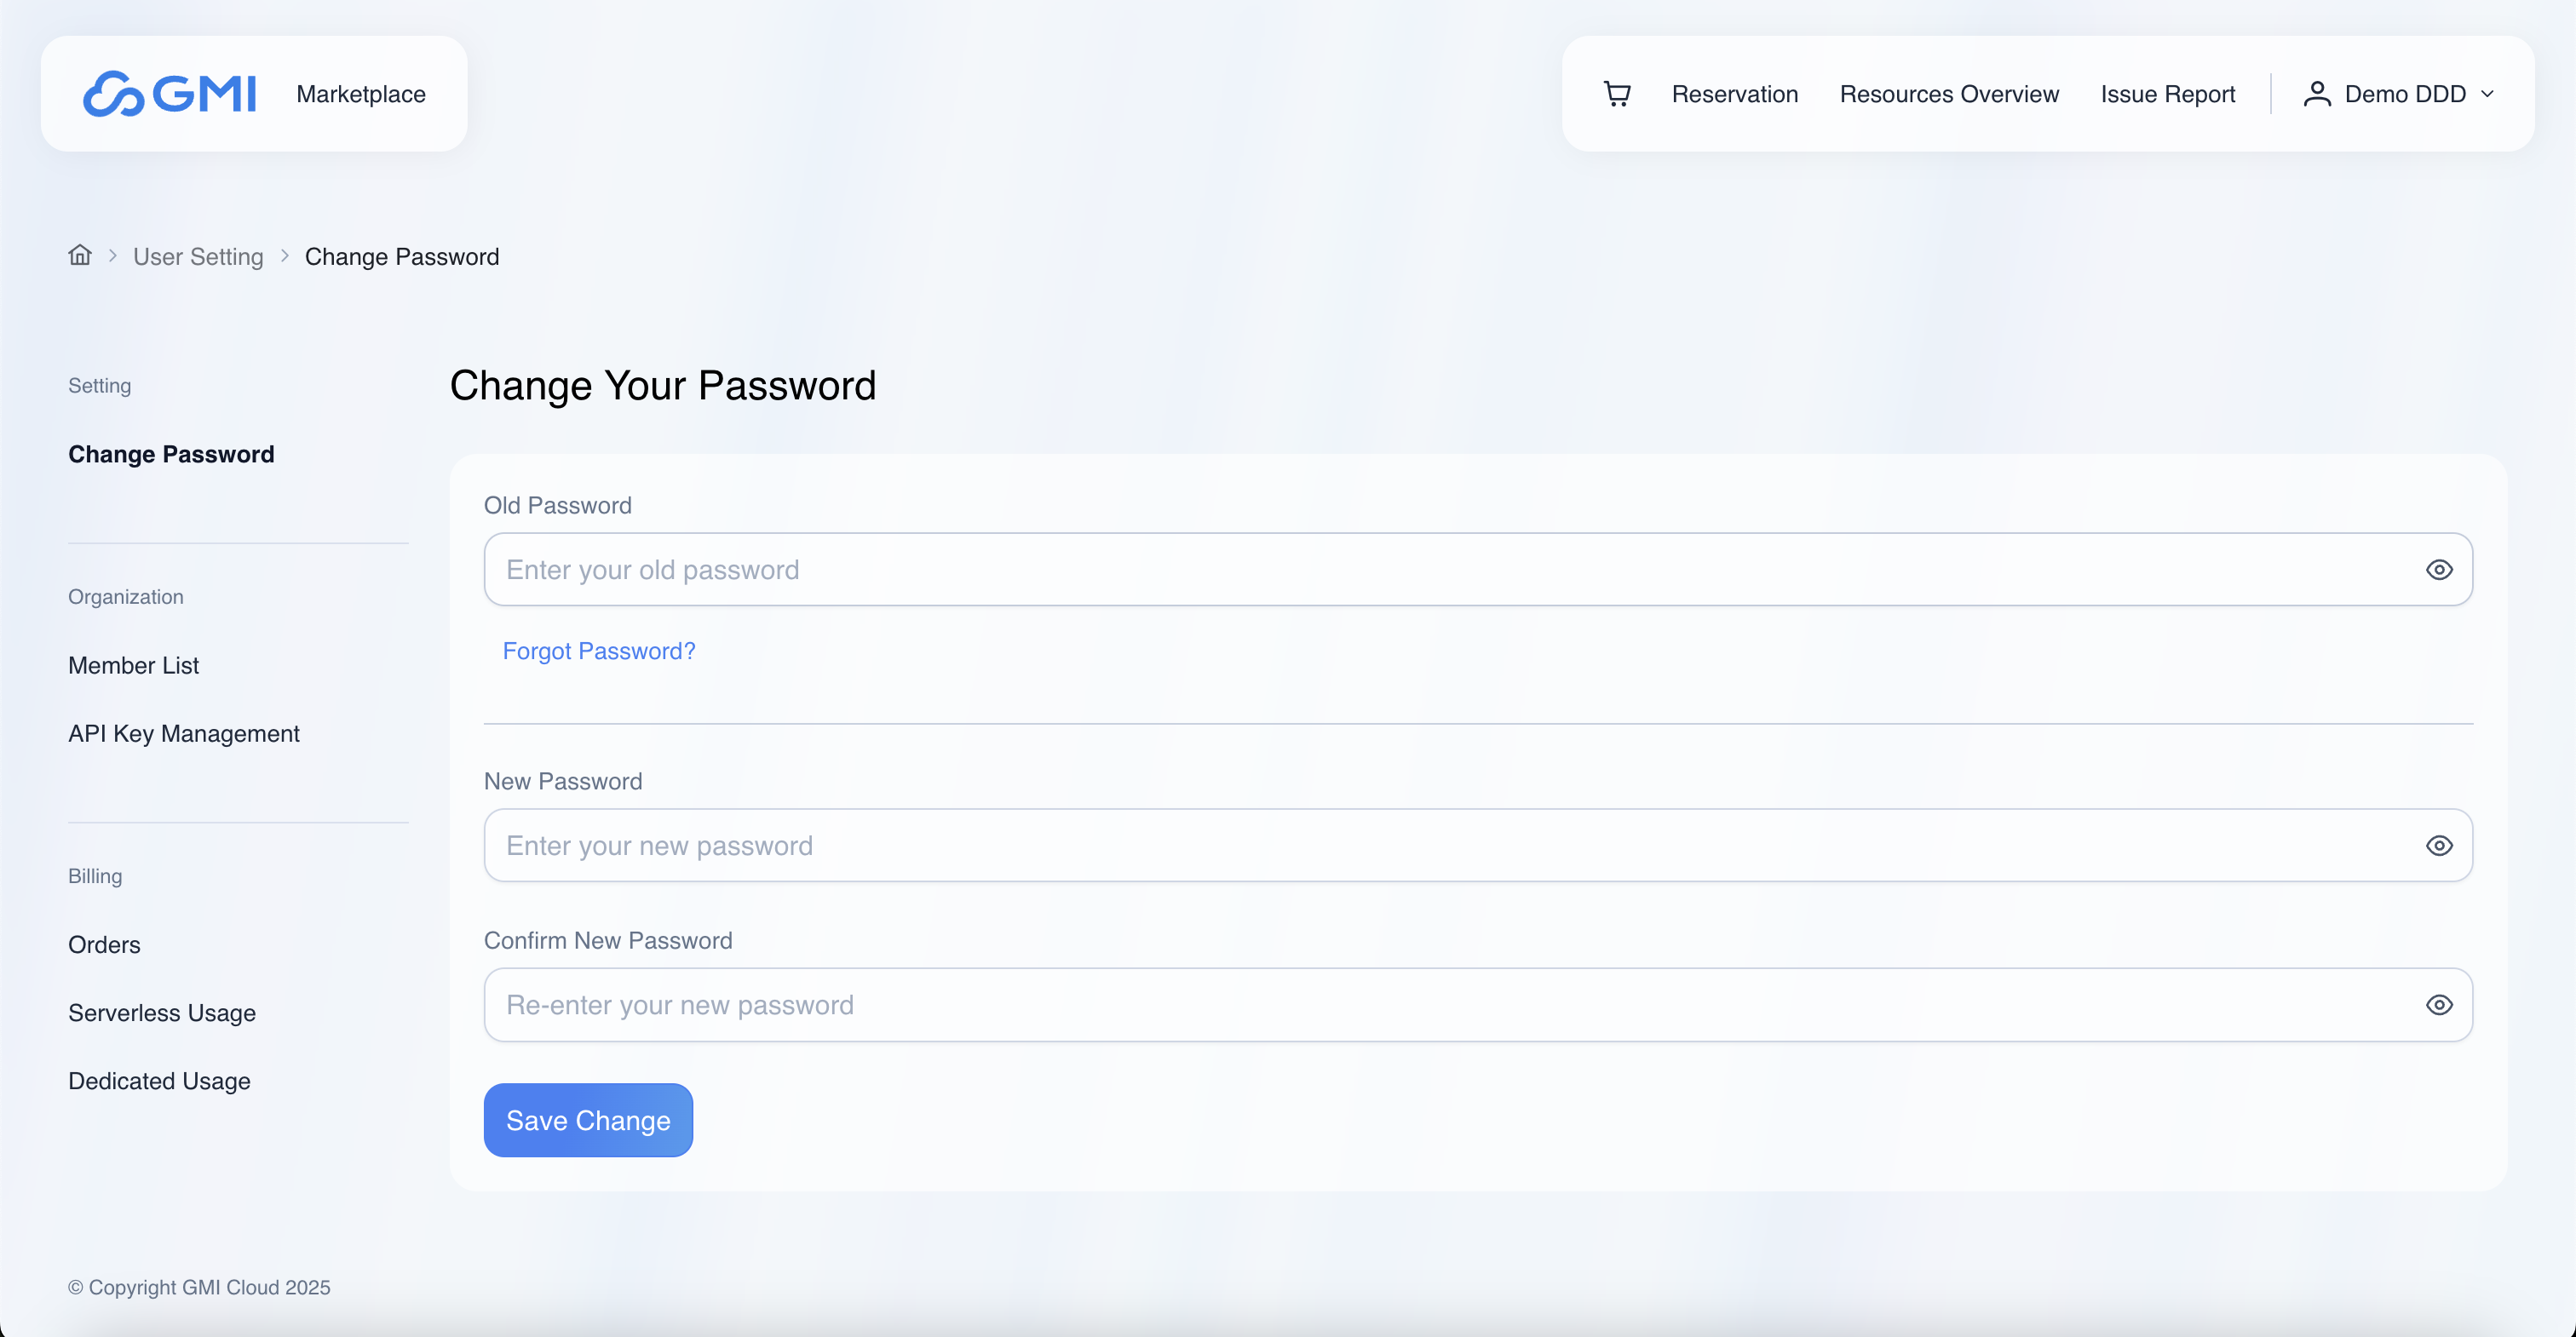 GMI
Marketplace
Reservation
Resources Overview
Issue Report
Demo DDD
User Setting
Change Password
Setting
Change Password
Organization
Member List
API Key Management
Billing
Orders
Serverless Usage
Dedicated Usage
Change Your Password
Old Password
Enter your old password
Forgot Password?
New Password
Enter your new password
Confirm New Password
Re-enter your new password
Save Change
© Copyright GMI Cloud 2025